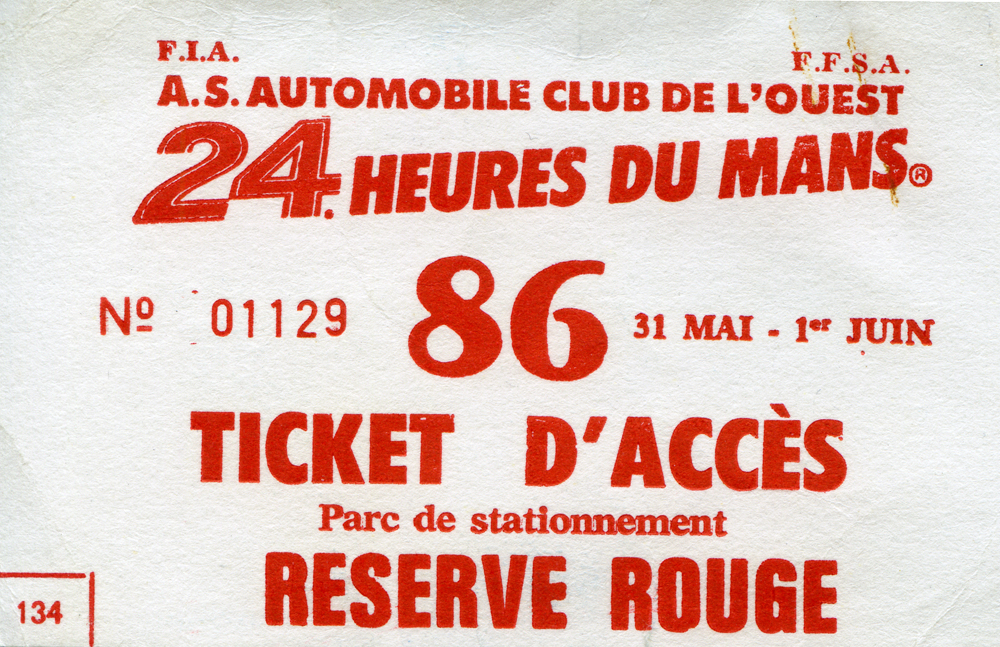 F.I.A. F.F.S.A.
A.S. AUTOMOBILE CLUB DE L'OUEST
24. HEURES DU MANS®
Nº 01129 86 31 MAI - 1er JUIN
TICKET D'ACCÈS
Parc de stationnement
RESERVE ROUGE
134